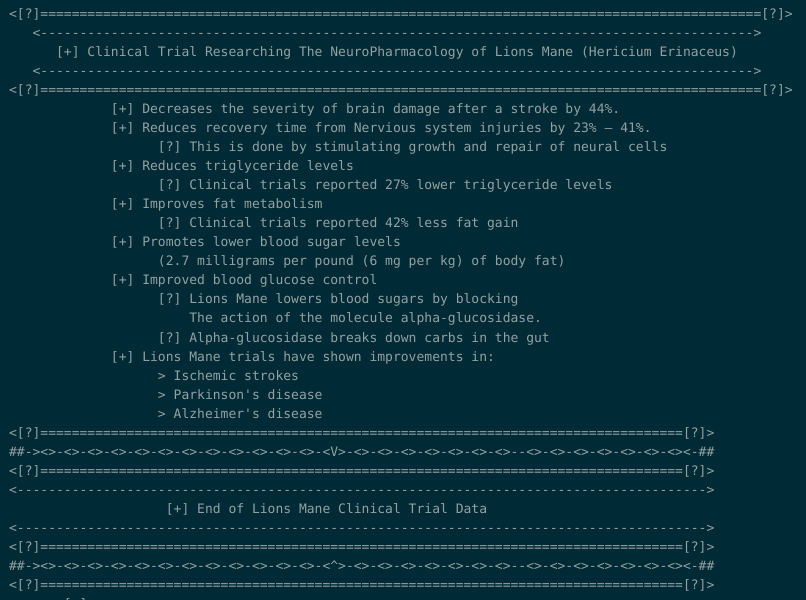 <[?]============================================================================================[?]>
<------------------------------------------------------------------------------------------->
[+] Clinical Trial Researching The NeuroPharmacology of Lions Mane (Hericium Erinaceus)
<------------------------------------------------------------------------------------------->
<[?]============================================================================================[?]>
[+] Decreases the severity of brain damage after a stroke by 44%.
[+] Reduces recovery time from Nervious system injuries by 23% – 41%.
[?] This is done by stimulating growth and repair of neural cells
[+] Reduces triglyceride levels
[?] Clinical trials reported 27% lower triglyceride levels
[+] Improves fat metabolism
[?] Clinical trials reported 42% less fat gain
[+] Promotes lower blood sugar levels
(2.7 milligrams per pound (6 mg per kg) of body fat)
[+] Improved blood glucose control
[?] Lions Mane lowers blood sugars by blocking
The action of the molecule alpha-glucosidase.
[?] Alpha-glucosidase breaks down carbs in the gut
[+] Lions Mane trials have shown improvements in:
> Ischemic strokes
> Parkinson's disease
> Alzheimer's disease
<[?]==================================================================================[?]>
##-><>-<>-<>-<>-<>-<>-<>-<>-<>-<>-<>-<>-<>-<V>-<>-<>-<>-<>-<>-<>--<>-<>-<>-<>-<>-<><-##
<[?]==================================================================================[?]>
<---------------------------------------------------------------------------------------->
[+] End of Lions Mane Clinical Trial Data
<---------------------------------------------------------------------------------------->
<[?]==================================================================================[?]>
##-><>-<>-<>-<>-<>-<>-<>-<>-<>-<>-<>-<>-<>-<^>-<>-<>-<>-<>-<>-<>--<>-<>-<>-<>-<>-<><-##
<[?]==================================================================================[?]>